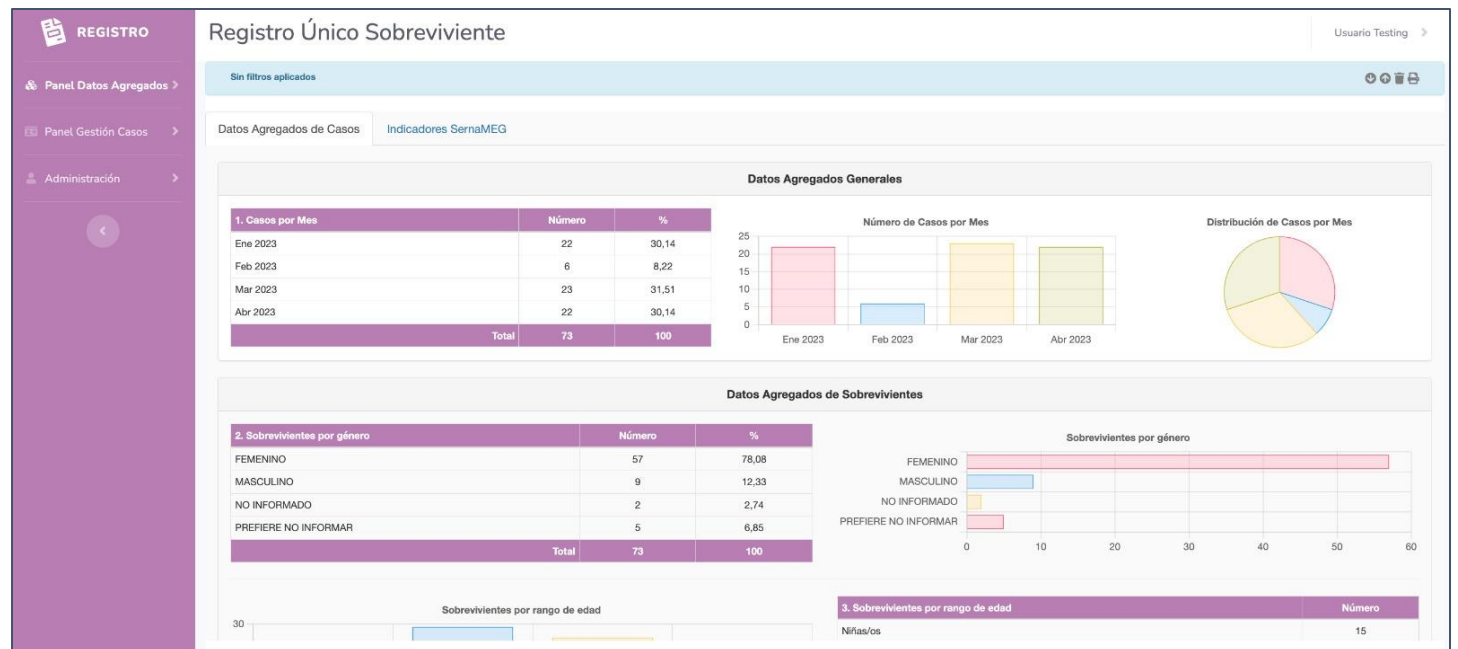 REGISTRO
Registro Único Sobreviviente
Usuario Testing
Panel Datos Agregados
Panel Gestión Casos
Administración
Sin filtros aplicados
Datos Agregados de Casos
Indicadores SernaMEG
Datos Agregados Generales
1. Casos por Mes Número %
Ene 2023 22 30,14
Feb 2023 6 8,22
Mar 2023 23 31,51
Abr 2023 22 30,14
Total 73 100
Número de Casos por Mes
25
20
15
10
5
0
Ene 2023 Feb 2023 Mar 2023 Abr 2023
Distribución de Casos por Mes
Datos Agregados de Sobrevivientes
2. Sobrevivientes por género Número %
FEMENINO 57 78,08
MASCULINO 9 12,33
NO INFORMADO 2 2,74
PREFIERE NO INFORMAR 5 6,85
Total 73 100
Sobrevivientes por género
FEMENINO
MASCULINO
NO INFORMADO
PREFIERE NO INFORMAR
0 10 20 30 40 50 60
Sobrevivientes por rango de edad
30
3. Sobrevivientes por rango de edad Número
Niñas/os 15